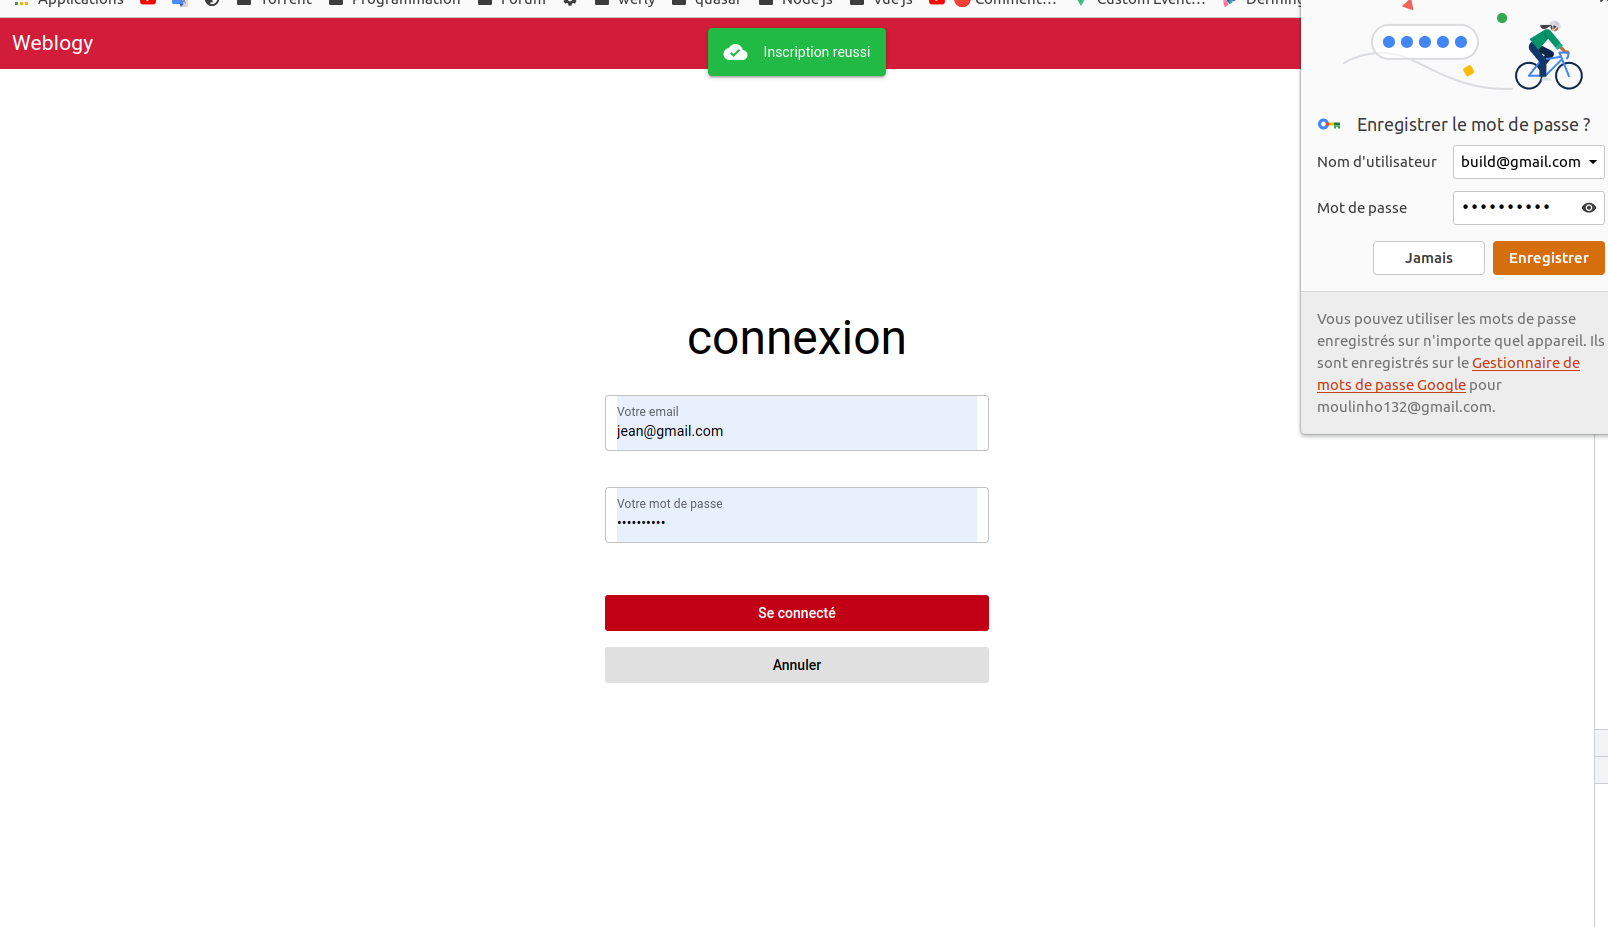 Applications Torrent Programmation Forum werly quasar Node js vue js Comment... Custom Event...
Weblogy
Inscription reussi
connexion
Votre email
jean@gmail.com
Votre mot de passe
••••••••••
Se connecté
Annuler
Enregistrer le mot de passe ?
Nom d'utilisateur build@gmail.com
Mot de passe ••••••••••
Jamais Enregistrer
Vous pouvez utiliser les mots de passe
enregistrés sur n'importe quel appareil. Ils
sont enregistrés sur le Gestionnaire de
mots de passe Google pour
moulinho132@gmail.com.